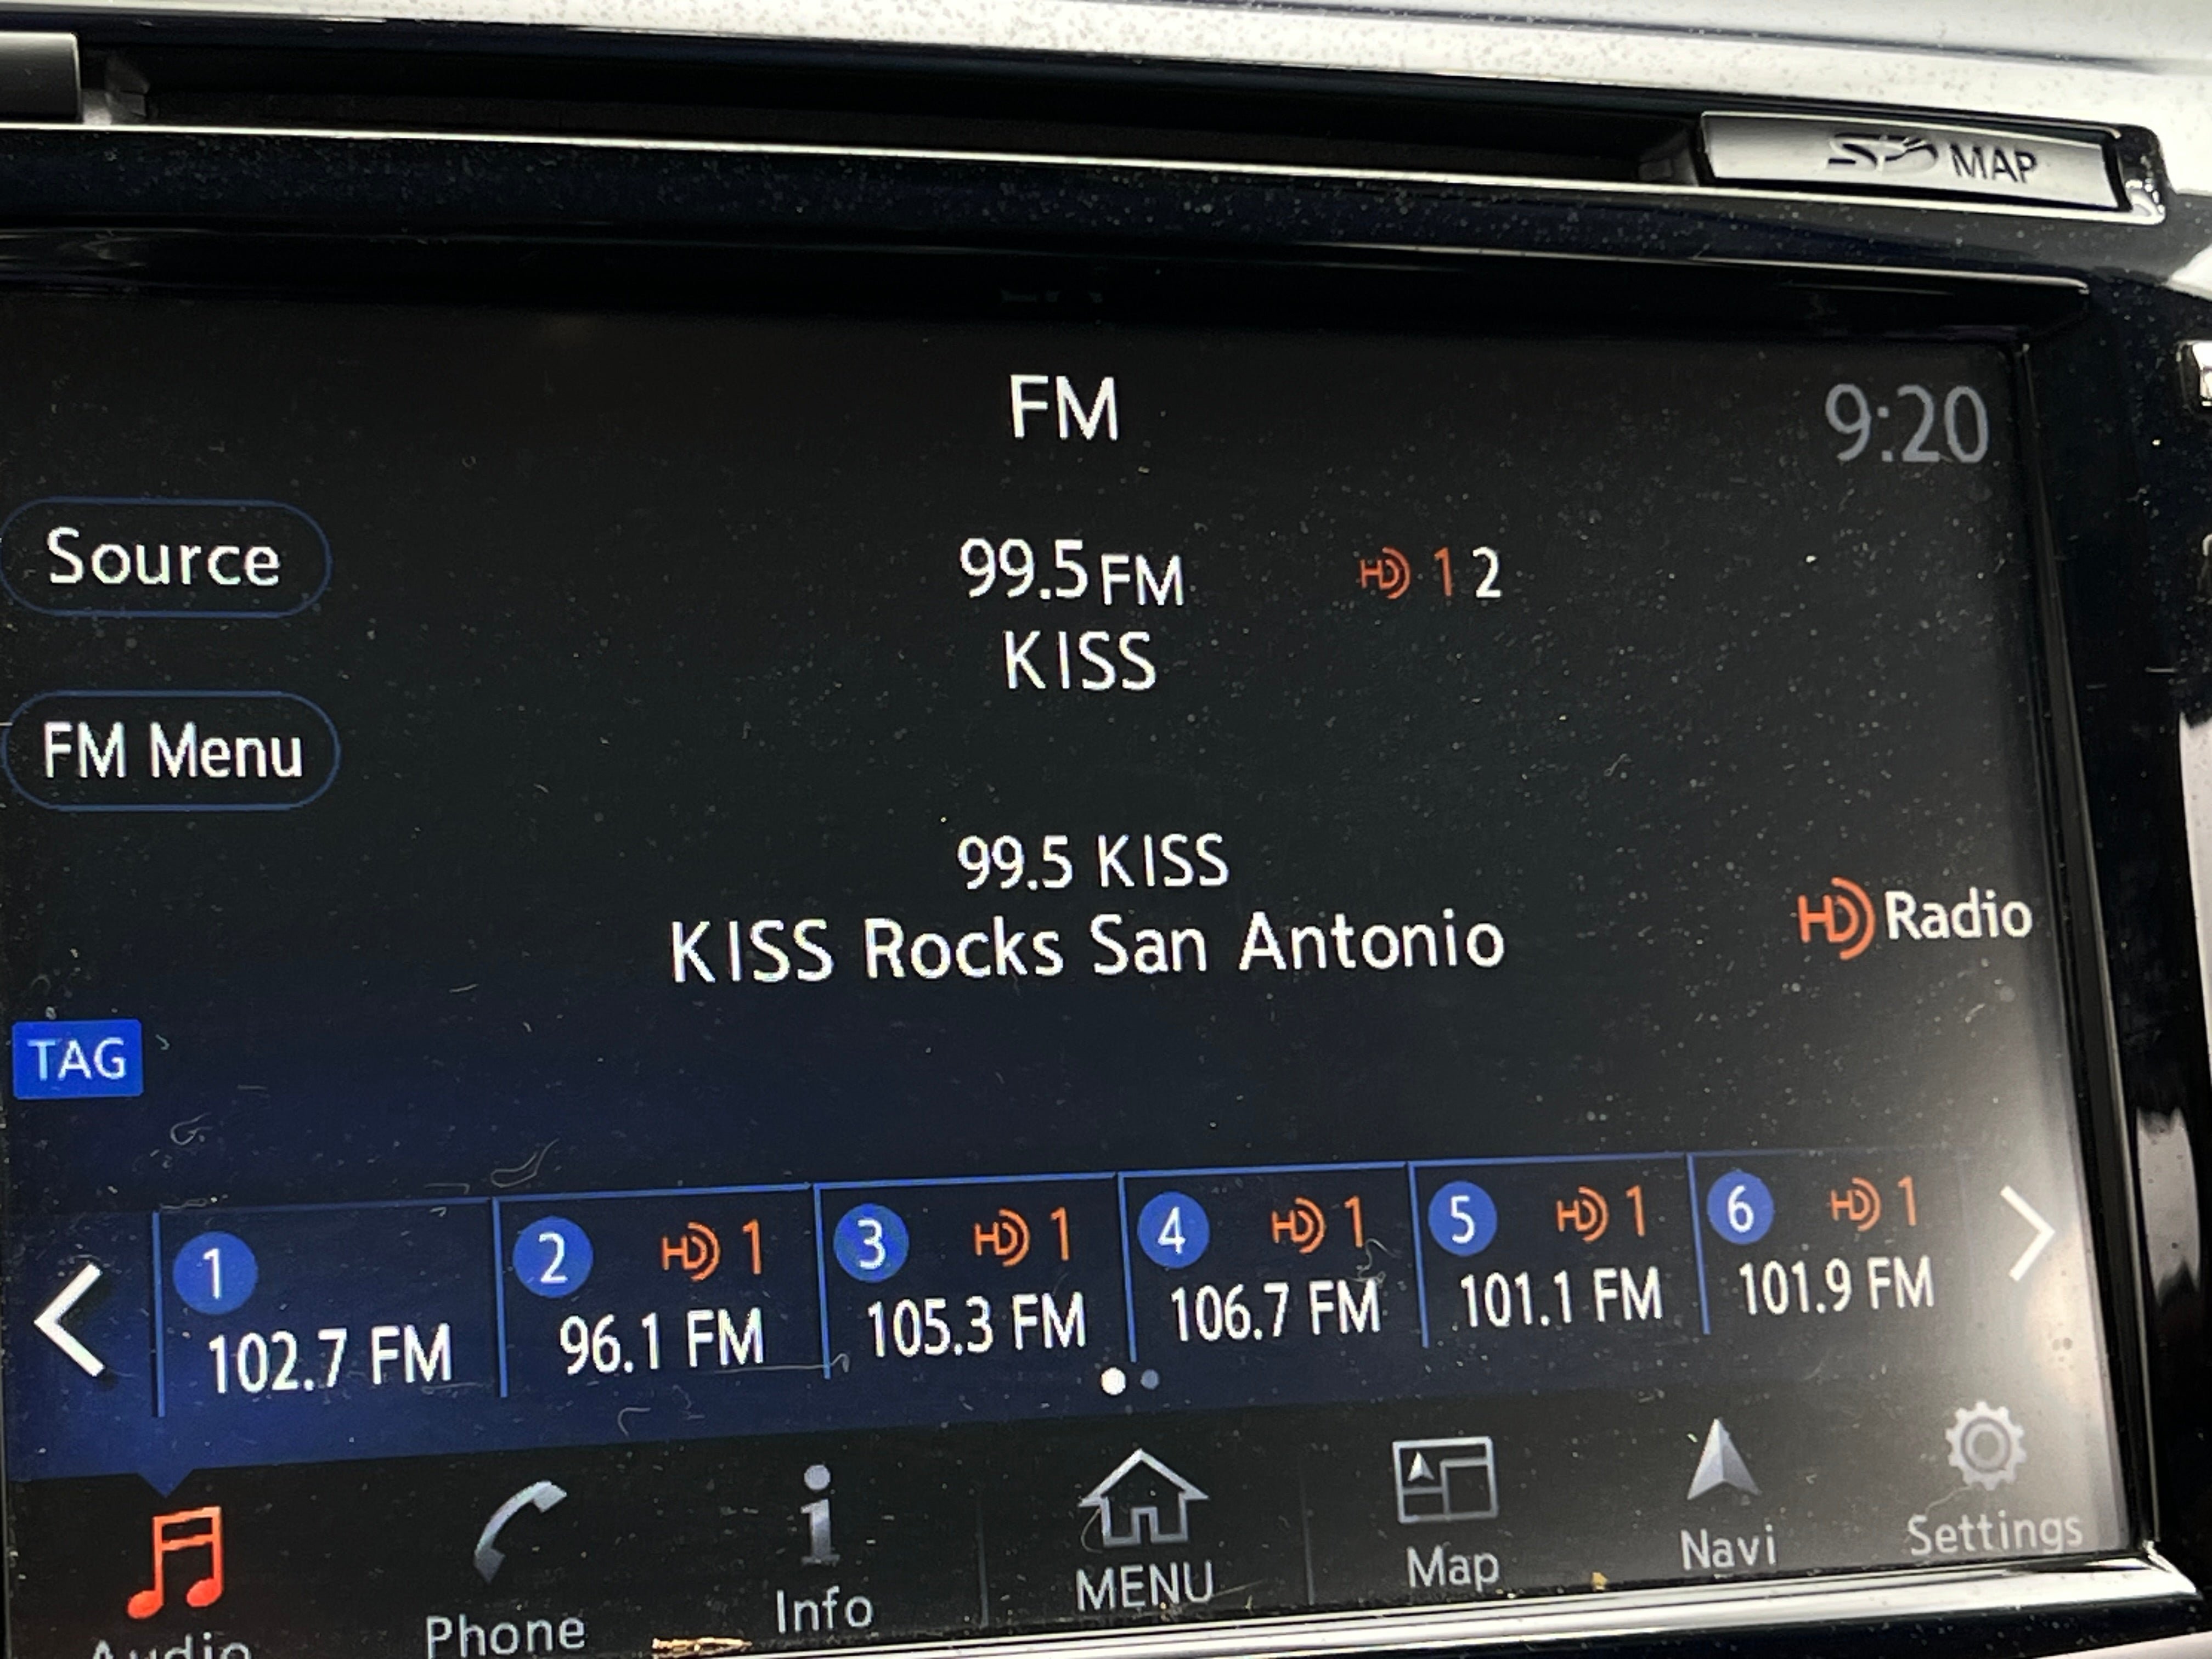 SD MAP
FM
9:20
Source
99.5 FM
HD 1 2
KISS
FM Menu
99.5 KISS
KISS Rocks San Antonio
HD Radio
TAG
1
102.7 FM
2 HD 1
96.1 FM
3 HD 1
105.3 FM
4 HD 1
106.7 FM
5 HD 1
101.1 FM
6 HD 1
101.9 FM
Audio
Phone
Info
MENU
Map
Navi
Settings